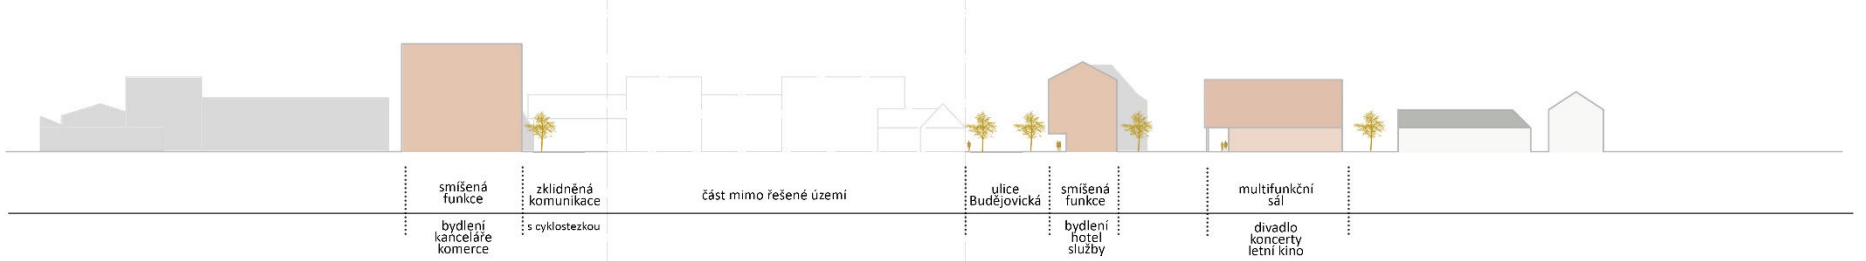 smíšená
funkce
zklidněná
komunikace
část mimo řešené území
ulice
Budějovická
smíšená
funkce
multifunkční
sál
bydlení
kanceláře
komerce
s cyklostezkou
bydlení
hotel
služby
divadlo
koncerty
letní kino